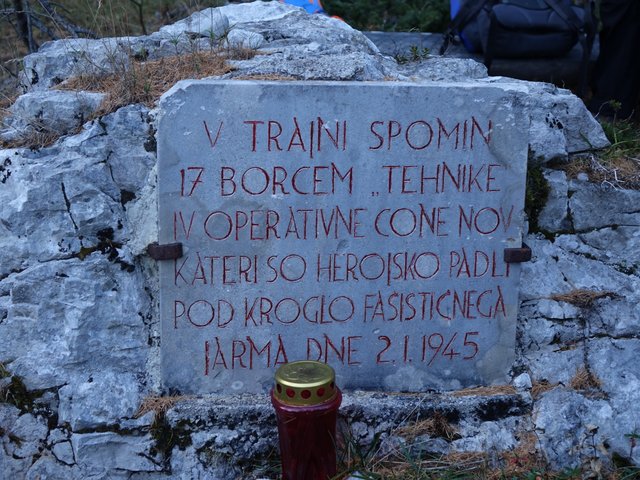 V TRAJNI SPOMIN
17 BORCEM „TEHNIKE
IV OPERATIVNE CONE NOV
KATERI SO HEROJSKO PADLI
POD KROGLO FAŠISTIČNEGA
JARMA DNE 2.1.1945